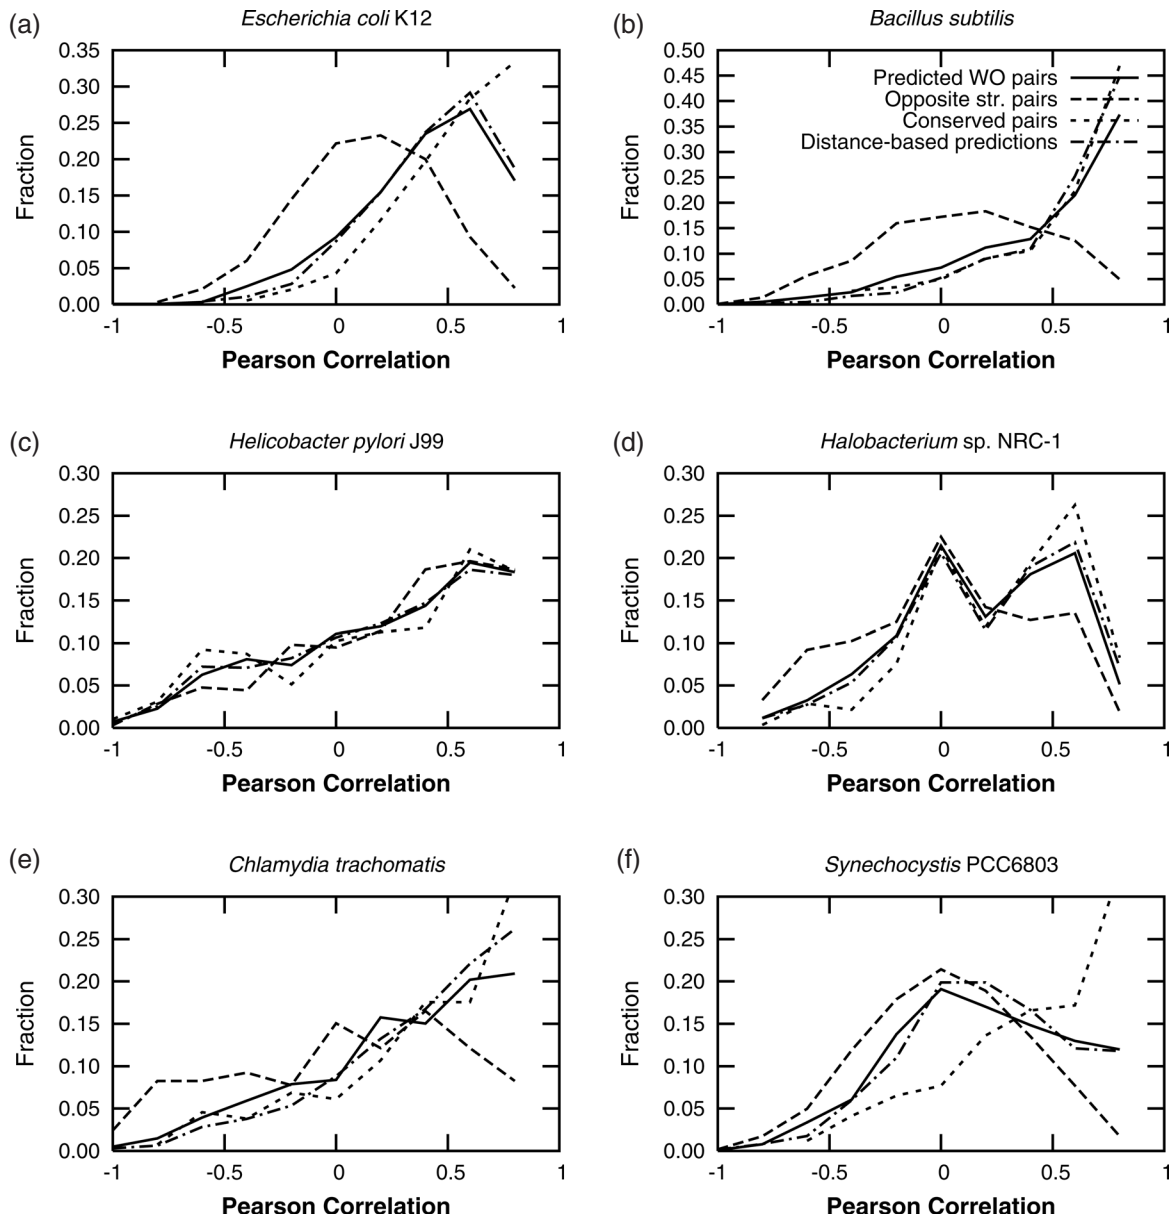 (a)
Escherichia coli K12
0.35
0.30
0.25
0.20
0.15
0.10
0.05
0.00
Fraction
-1 -0.5 0 0.5 1
Pearson Correlation
(b)
Bacillus subtilis
0.50
0.45
0.40
0.35
0.30
0.25
0.20
0.15
0.10
0.05
0.00
Fraction
Predicted WO pairs
Opposite str. pairs
Conserved pairs
Distance-based predictions
-1 -0.5 0 0.5 1
Pearson Correlation
(c)
Helicobacter pylori J99
0.30
0.25
0.20
0.15
0.10
0.05
0.00
Fraction
-1 -0.5 0 0.5 1
Pearson Correlation
(d)
Halobacterium sp. NRC-1
0.30
0.25
0.20
0.15
0.10
0.05
0.00
Fraction
-1 -0.5 0 0.5 1
Pearson Correlation
(e)
Chlamydia trachomatis
0.30
0.25
0.20
0.15
0.10
0.05
0.00
Fraction
-1 -0.5 0 0.5 1
Pearson Correlation
(f)
Synechocystis PCC6803
0.30
0.25
0.20
0.15
0.10
0.05
0.00
Fraction
-1 -0.5 0 0.5 1
Pearson Correlation